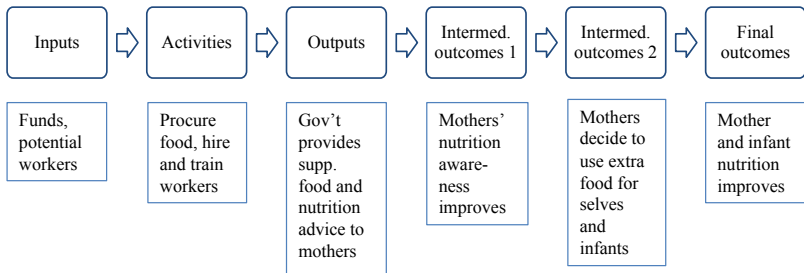 Inputs
Activities
Outputs
Intermed.
outcomes 1
Intermed.
outcomes 2
Final
outcomes
Funds,
potential
workers
Procure
food, hire
and train
workers
Gov't
provides
supp.
food and
nutrition
advice to
mothers
Mothers'
nutrition
aware-
ness
improves
Mothers
decide to
use extra
food for
selves
and
infants
Mother
and infant
nutrition
improves